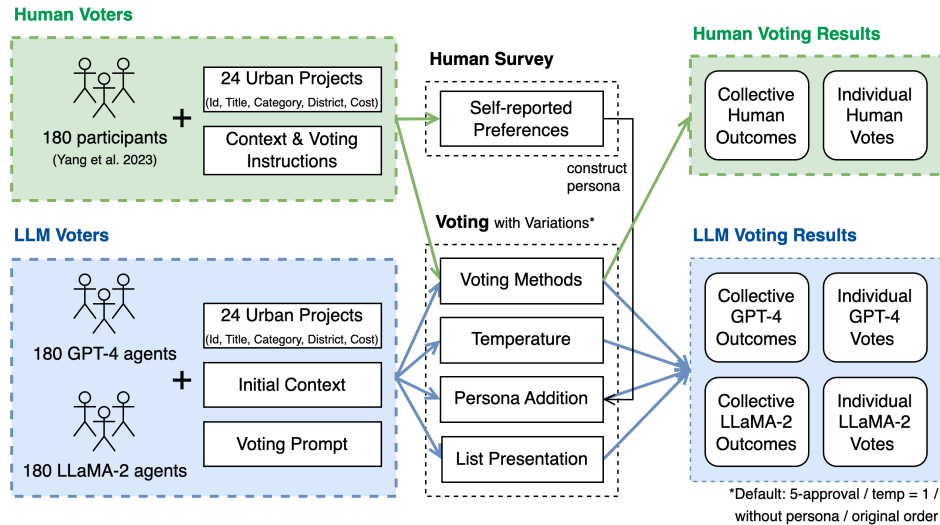 Human Voters
180 participants
(Yang et al. 2023)
+
24 Urban Projects
(Id, Title, Category, District, Cost)
Context & Voting
Instructions
Human Survey
Self-reported
Preferences
construct
persona
Human Voting Results
Collective
Human
Outcomes
Individual
Human
Votes
LLM Voters
180 GPT-4 agents
180 LLaMA-2 agents
+
24 Urban Projects
(Id, Title, Category, District, Cost)
Initial Context
Voting Prompt
Voting with Variations*
Voting Methods
Temperature
Persona Addition
List Presentation
LLM Voting Results
Collective
GPT-4
Outcomes
Individual
GPT-4
Votes
Collective
LLaMA-2
Outcomes
Individual
LLaMA-2
Votes
*Default: 5-approval / temp = 1 /
without persona / original order